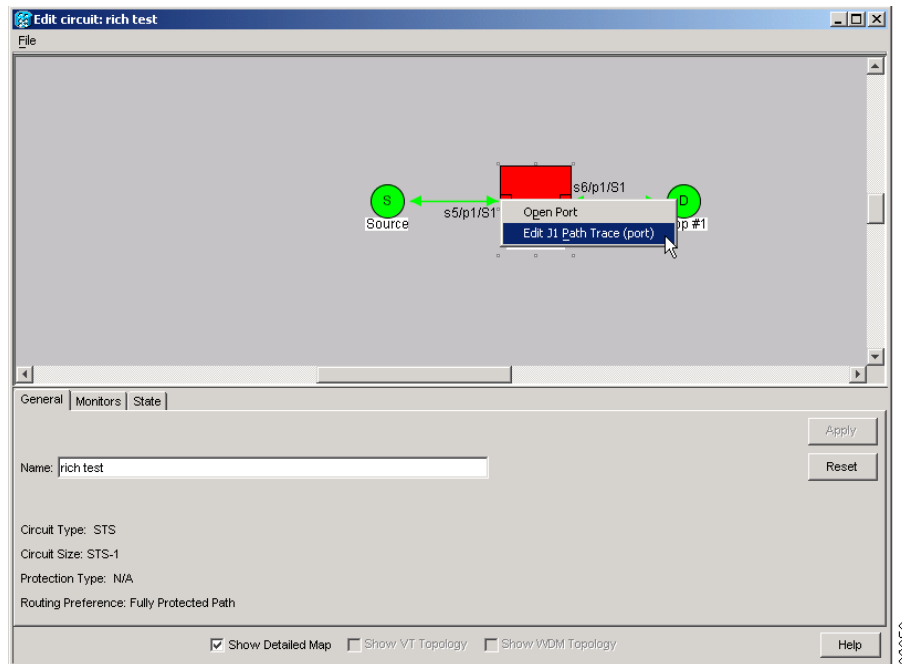 Edit circuit: rich test
File
s6/p1/S1
S
D
s5/p1/S1
Open Port
Source
#1
Edit J1 Path Trace (port)
General
Monitors
State
Apply
Name: rich test
Reset
Circuit Type: STS
Circuit Size: STS-1
Protection Type: N/A
Routing Preference: Fully Protected Path
Show Detailed Map
Show VT Topology
Show WDM Topology
Help